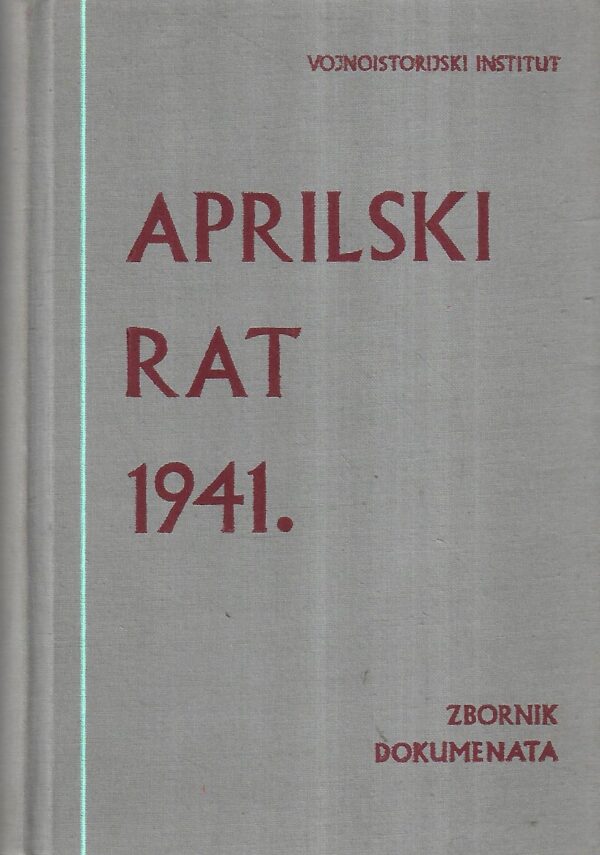 VOJNOISTORIJSKI INSTITUT
APRILSKI
RAT
1941.
ZBORNIK
DOKUMENATA